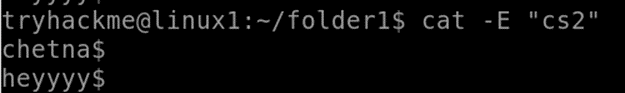 tryhackme@linux1:~/folder1$ cat -E "cs2"
chetna$
heyyyy$